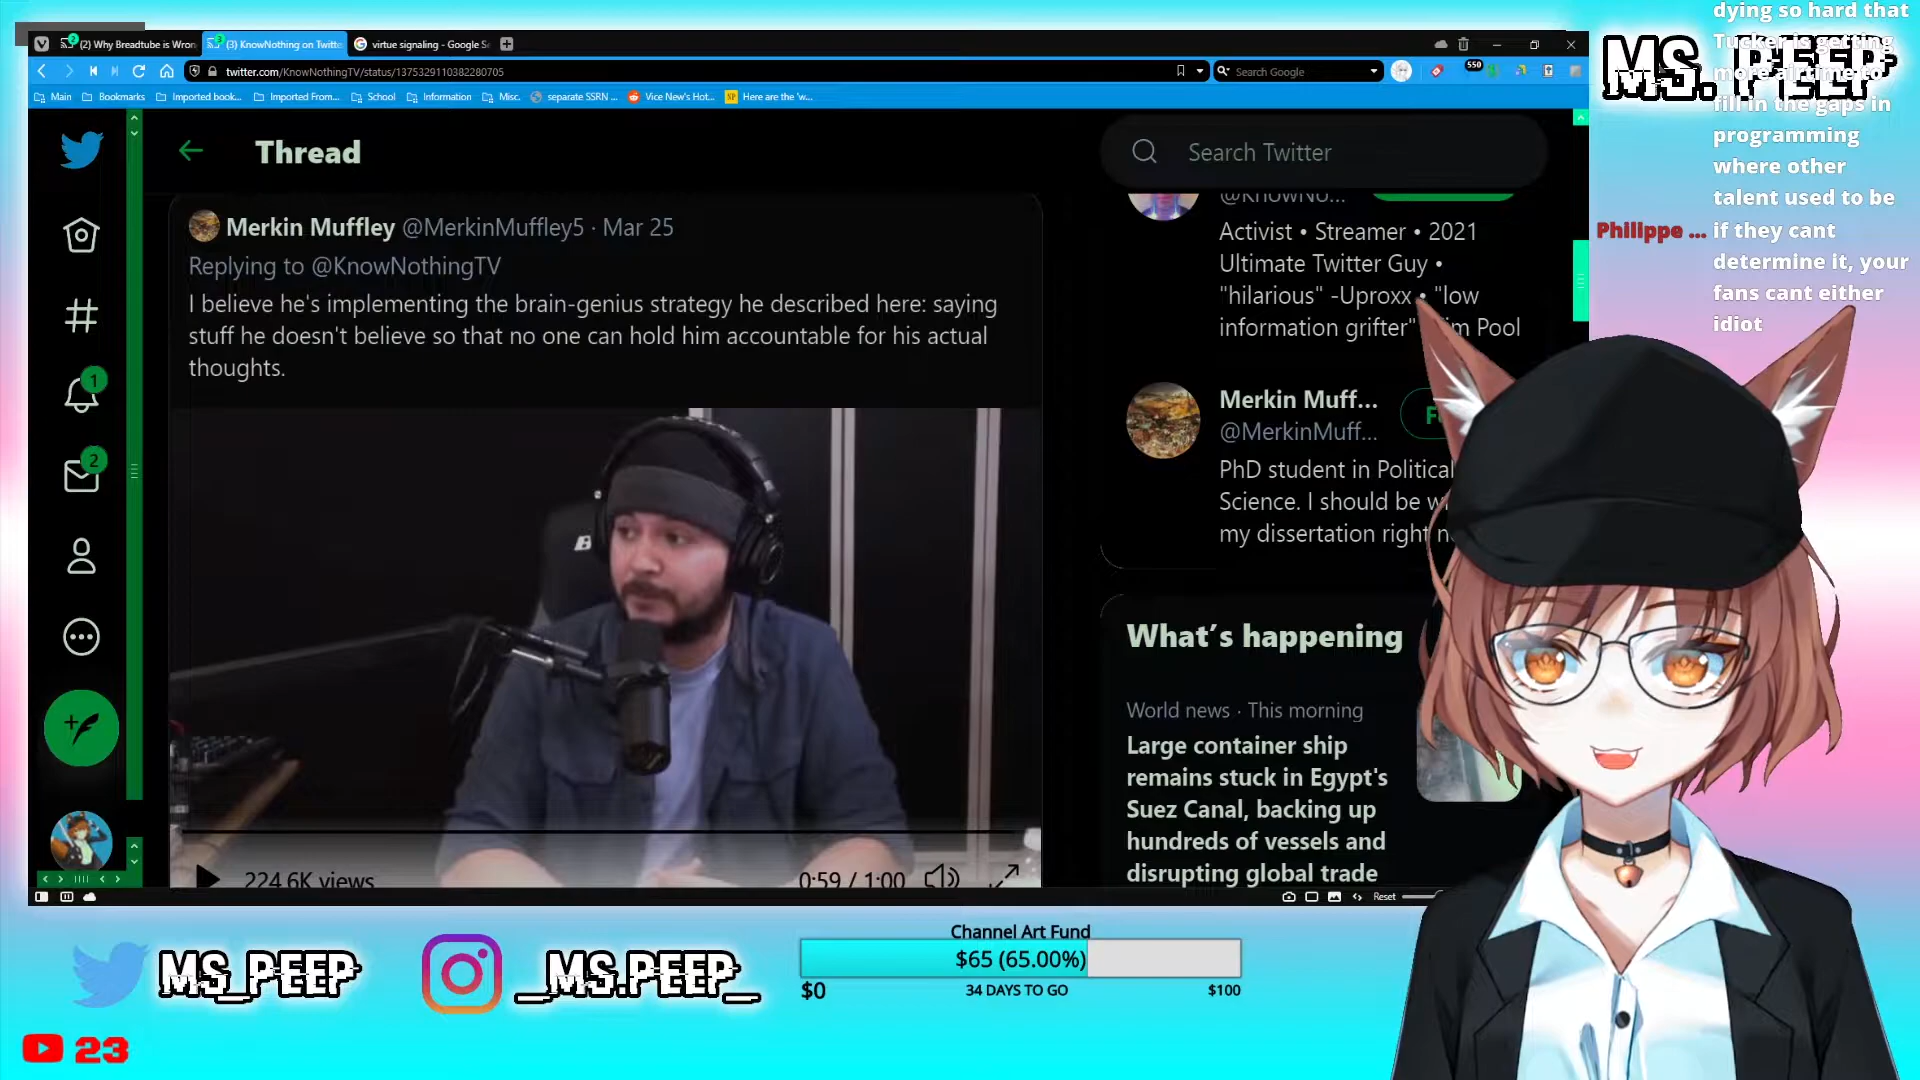 (2) Why Breadtube is Wron
(3) KnowNothing on Twitte
virtue signaling - Google Se
twitter.com/KnowNothingTV/status/1375329110382280705
Search Google
550
Main
Bookmarks
Imported book...
Imported From...
School
Information
Misc.
separate SSRN ...
Vice New's Hot...
Here are the 'w...
Thread
Search Twitter
1
2
Merkin Muffley @MerkinMuffley5 · Mar 25
Replying to @KnowNothingTV
I believe he's implementing the brain-genius strategy he described here: saying
stuff he doesn't believe so that no one can hold him accountable for his actual
thoughts.
224.6K views
0:59 / 1:00
@KnowNo...
Activist • Streamer • 2021
Ultimate Twitter Guy •
"hilarious" -Uproxx • "low
information grifter" Pool
Merkin Muff...
@MerkinMuff...
PhD student in Political
Science. I should be w
my dissertation right n
What's happening
World news · This morning
Large container ship
remains stuck in Egypt's
Suez Canal, backing up
hundreds of vessels and
disrupting global trade
Reset
MS. PEEP
dying so hard that
Tucker is getting
more airtime to
fill in the gaps in
programming
where other
talent used to be
Philippe ... if they cant
determine it, your
fans cant either
idiot
MS_PEEP
_MS.PEEP_
Channel Art Fund
$65 (65.00%)
$0
34 DAYS TO GO
$100
23